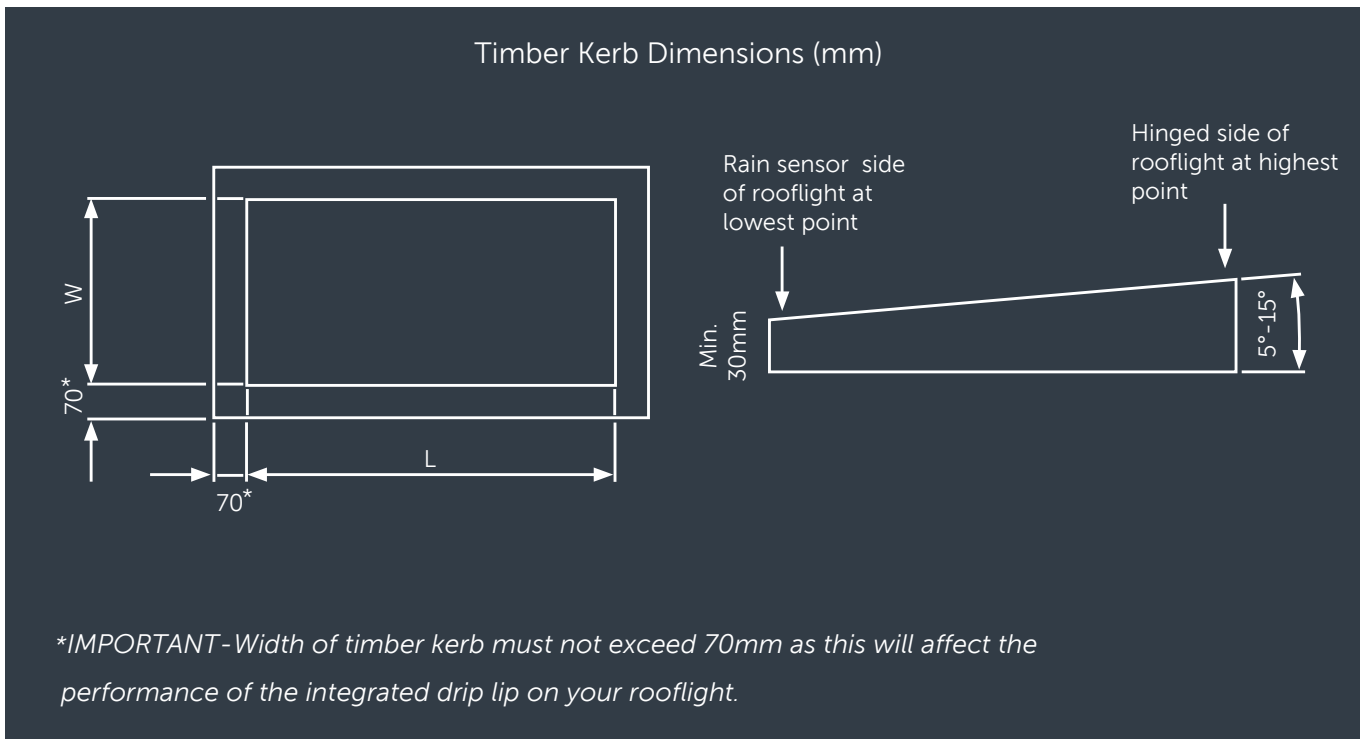 Timber Kerb Dimensions (mm)
Rain sensor side
of rooflight at
lowest point
Hinged side of
rooflight at highest
point
W
70*
L
70*
Min.
30mm
5°-15°
*IMPORTANT-Width of timber kerb must not exceed 70mm as this will affect the
performance of the integrated drip lip on your rooflight.